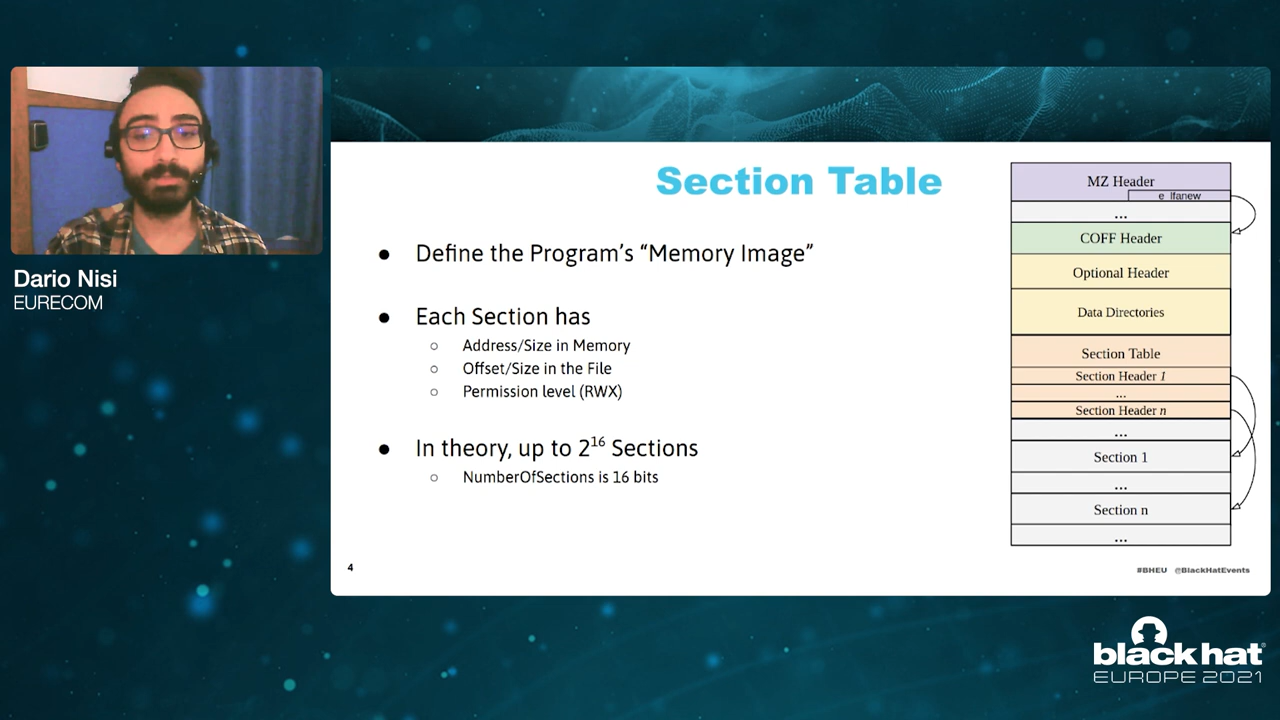 Dario Nisi
EURECOM
Section Table
● Define the Program's “Memory Image”
● Each Section has
○ Address/Size in Memory
○ Offset/Size in the File
○ Permission level (RWX)
● In theory, up to 2¹⁶ Sections
○ NumberOfSections is 16 bits
MZ Header
e_lfanew
...
COFF Header
Optional Header
Data Directories
Section Table
Section Header 1
...
Section Header n
...
Section 1
...
Section n
...
4
#BHEU @BlackHatEvents
black hat®
EUROPE 2021